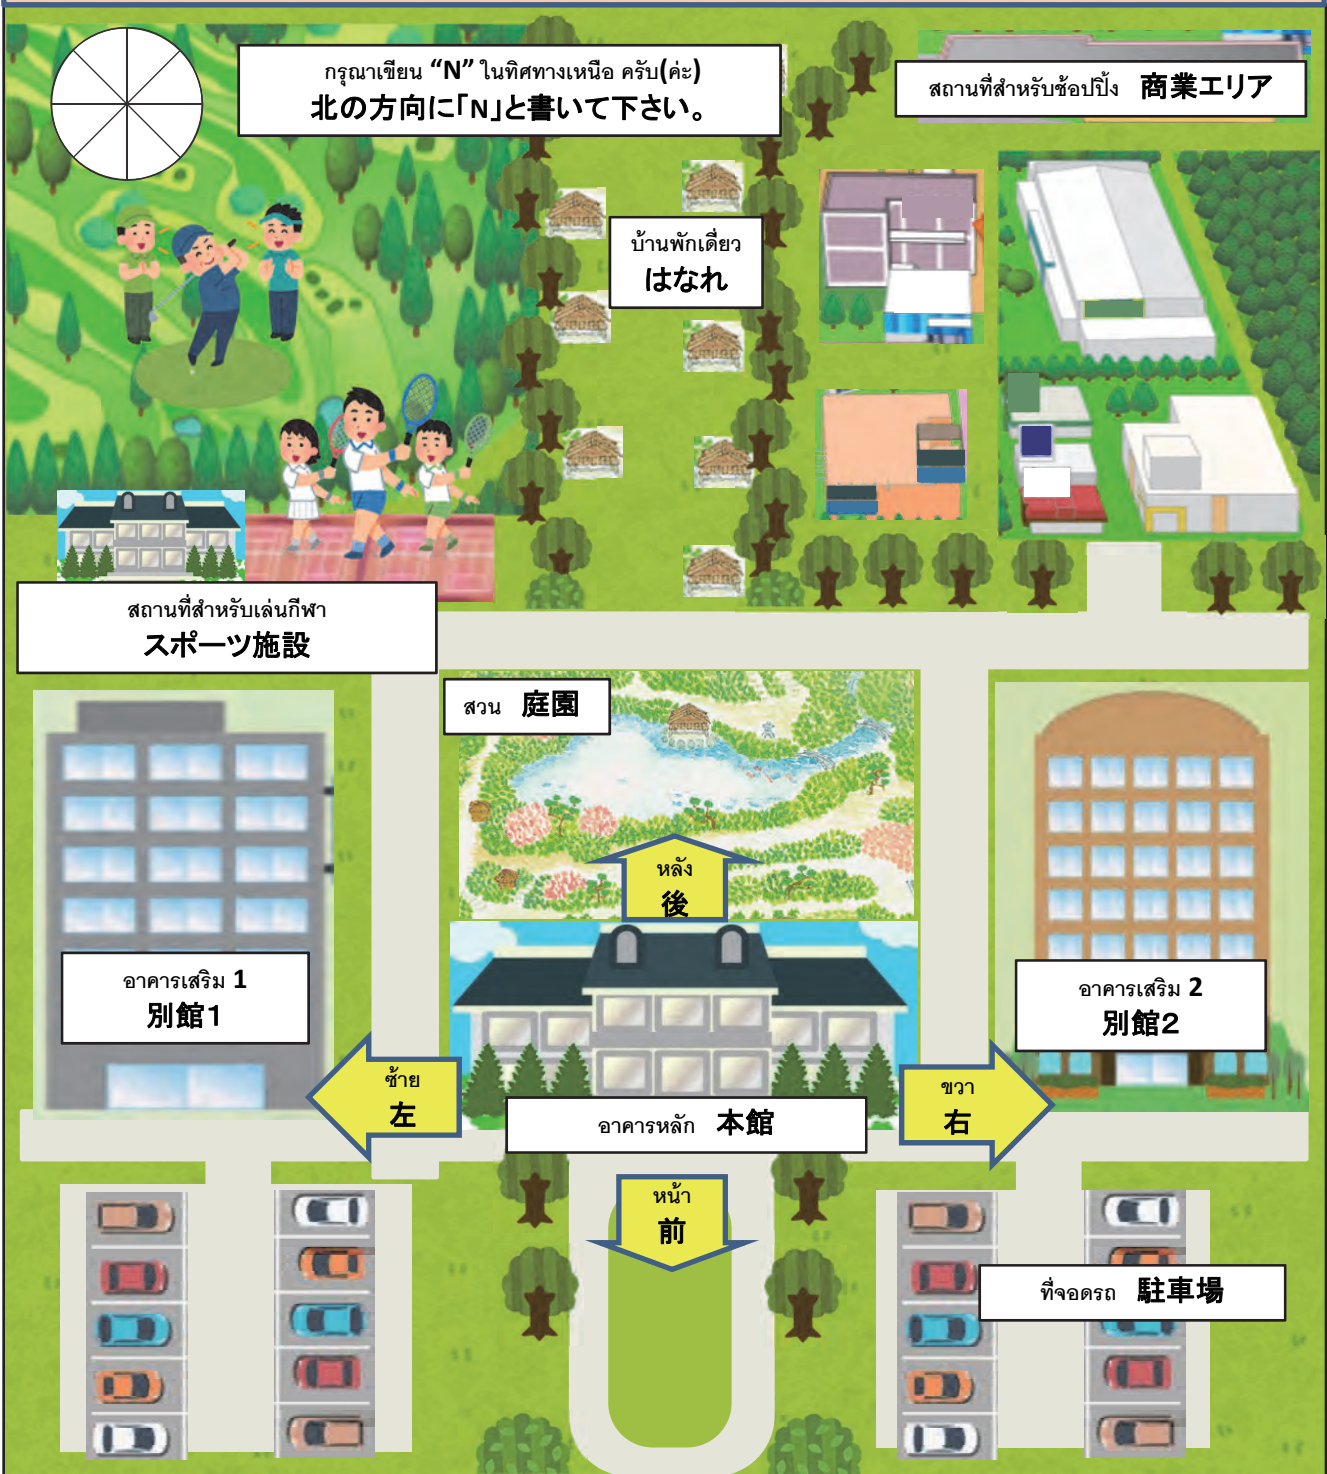 กรุณาเขียน “N” ในทิศทางเหนือ ครับ(ค่ะ)
北の方向に「N」と書いて下さい。
สถานที่สำหรับช้อปปิ้ง 商業エリア
บ้านพักเดี่ยว
はなれ
สถานที่สำหรับเล่นกีฬา
スポーツ施設
สวน 庭園
หลัง
後
อาคารเสริม 1
別館１
อาคารเสริม 2
別館２
ซ้าย
左
อาคารหลัก 本館
ขวา
右
หน้า
前
ที่จอดรถ 駐車場